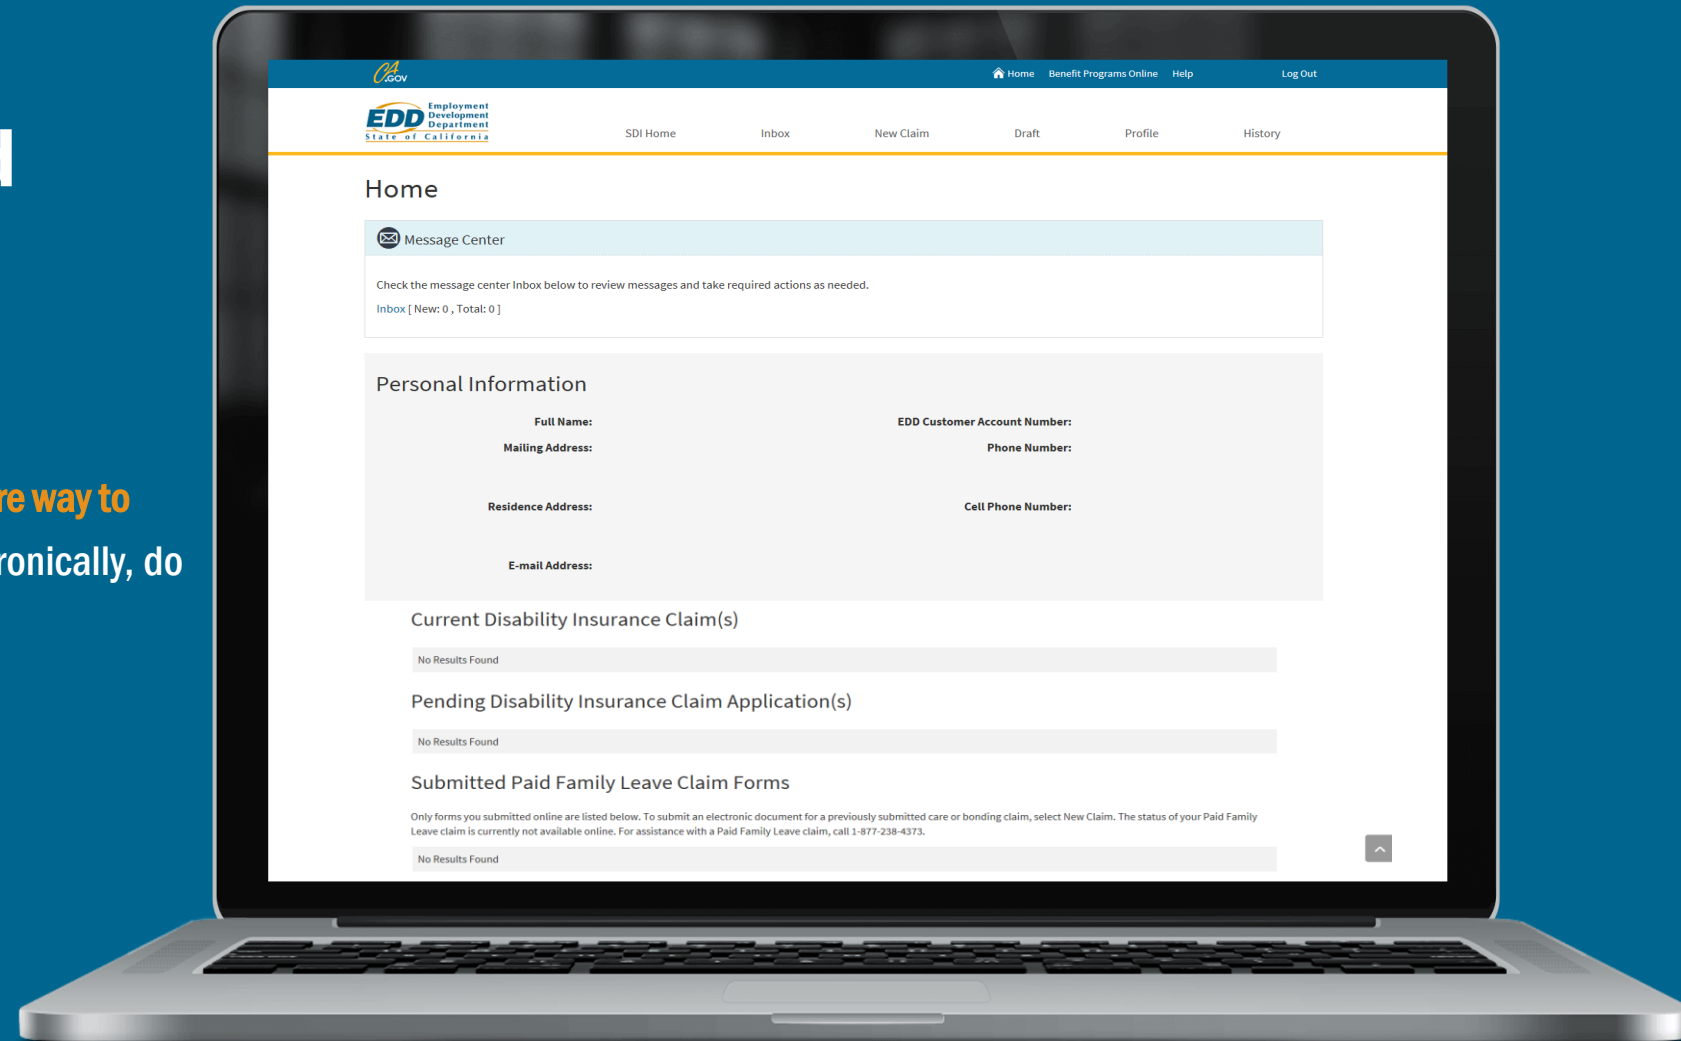 re way to
ronically, do
CA.GOV
Home Benefit Programs Online Help Log Out
EDD Employment
Development
Department
State of California
SDI Home Inbox New Claim Draft Profile History
Home
Message Center
Check the message center Inbox below to review messages and take required actions as needed.
Inbox [ New: 0 , Total: 0 ]
Personal Information
Full Name: EDD Customer Account Number:
Mailing Address: Phone Number:
Residence Address: Cell Phone Number:
E-mail Address:
Current Disability Insurance Claim(s)
No Results Found
Pending Disability Insurance Claim Application(s)
No Results Found
Submitted Paid Family Leave Claim Forms
Only forms you submitted online are listed below. To submit an electronic document for a previously submitted care or bonding claim, select New Claim. The status of your Paid Family
Leave claim is currently not available online. For assistance with a Paid Family Leave claim, call 1-877-238-4373.
No Results Found